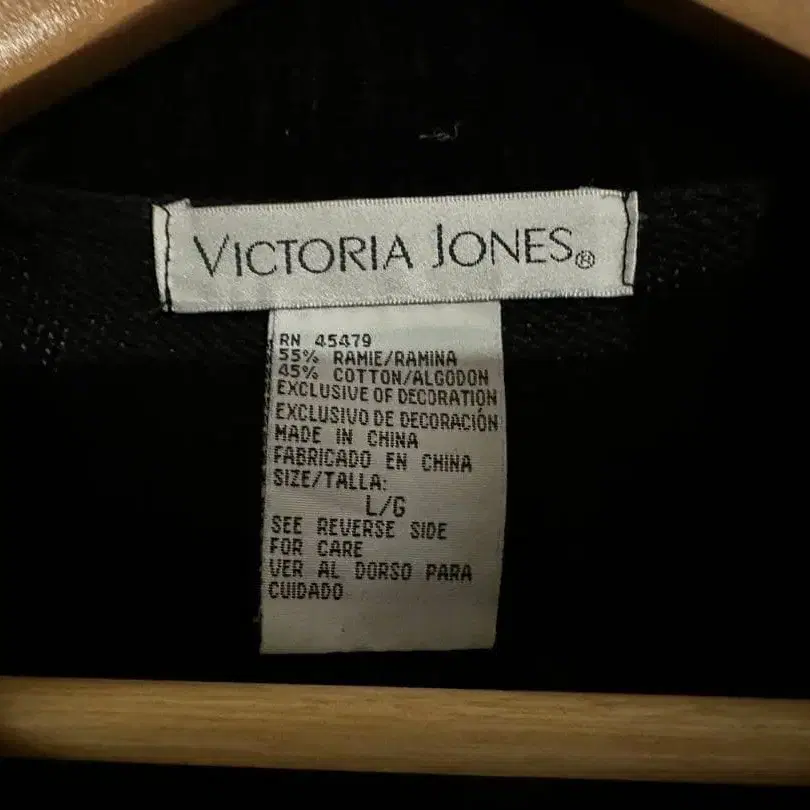 VICTORIA JONES®
RN 45479
55% RAMIE/RAMINA
45% COTTON/ALGODON
EXCLUSIVE OF DECORATION
EXCLUSIVO DE DECORACIÓN
MADE IN CHINA
FABRICADO EN CHINA
SIZE/TALLA:
L/G
SEE REVERSE SIDE
FOR CARE
VER AL DORSO PARA
CUIDADO